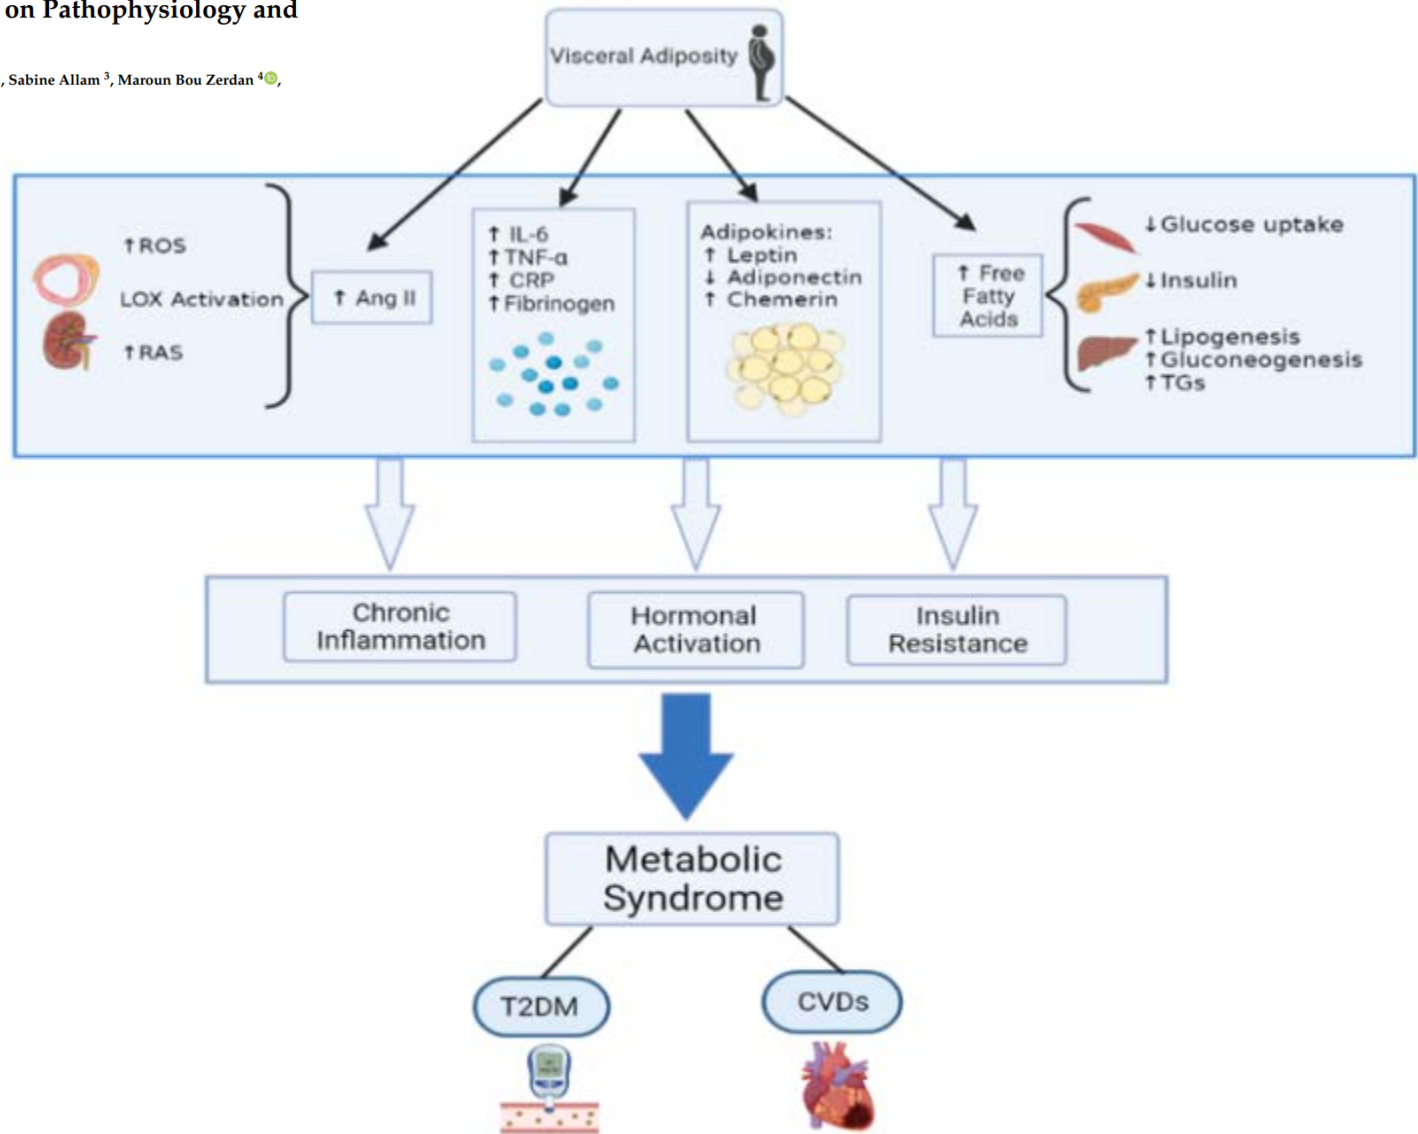 on Pathophysiology and
, Sabine Allam 3, Maroun Bou Zerdan 4 iD,
Visceral Adiposity
↑ROS
LOX Activation
↑RAS
↑ Ang II
↑ IL-6
↑TNF-α
↑ CRP
↑Fibrinogen
Adipokines:
↑ Leptin
↓ Adiponectin
↑ Chemerin
↑ Free
Fatty
Acids
↓Glucose uptake
↓Insulin
↑Lipogenesis
↑Gluconeogenesis
↑TGs
Chronic
Inflammation
Hormonal
Activation
Insulin
Resistance
Metabolic
Syndrome
T2DM
CVDs